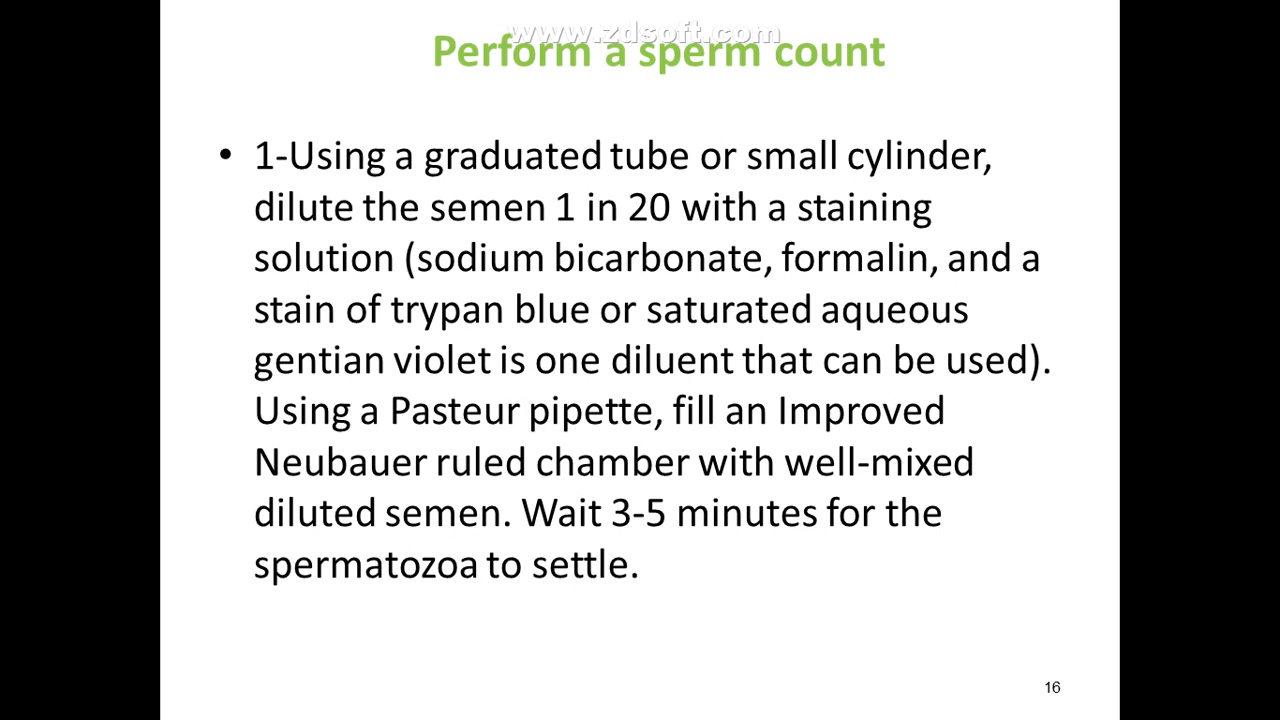 www.zdsoft.com
Perform a sperm count
• 1-Using a graduated tube or small cylinder,
dilute the semen 1 in 20 with a staining
solution (sodium bicarbonate, formalin, and a
stain of trypan blue or saturated aqueous
gentian violet is one diluent that can be used).
Using a Pasteur pipette, fill an Improved
Neubauer ruled chamber with well-mixed
diluted semen. Wait 3-5 minutes for the
spermatozoa to settle.
16